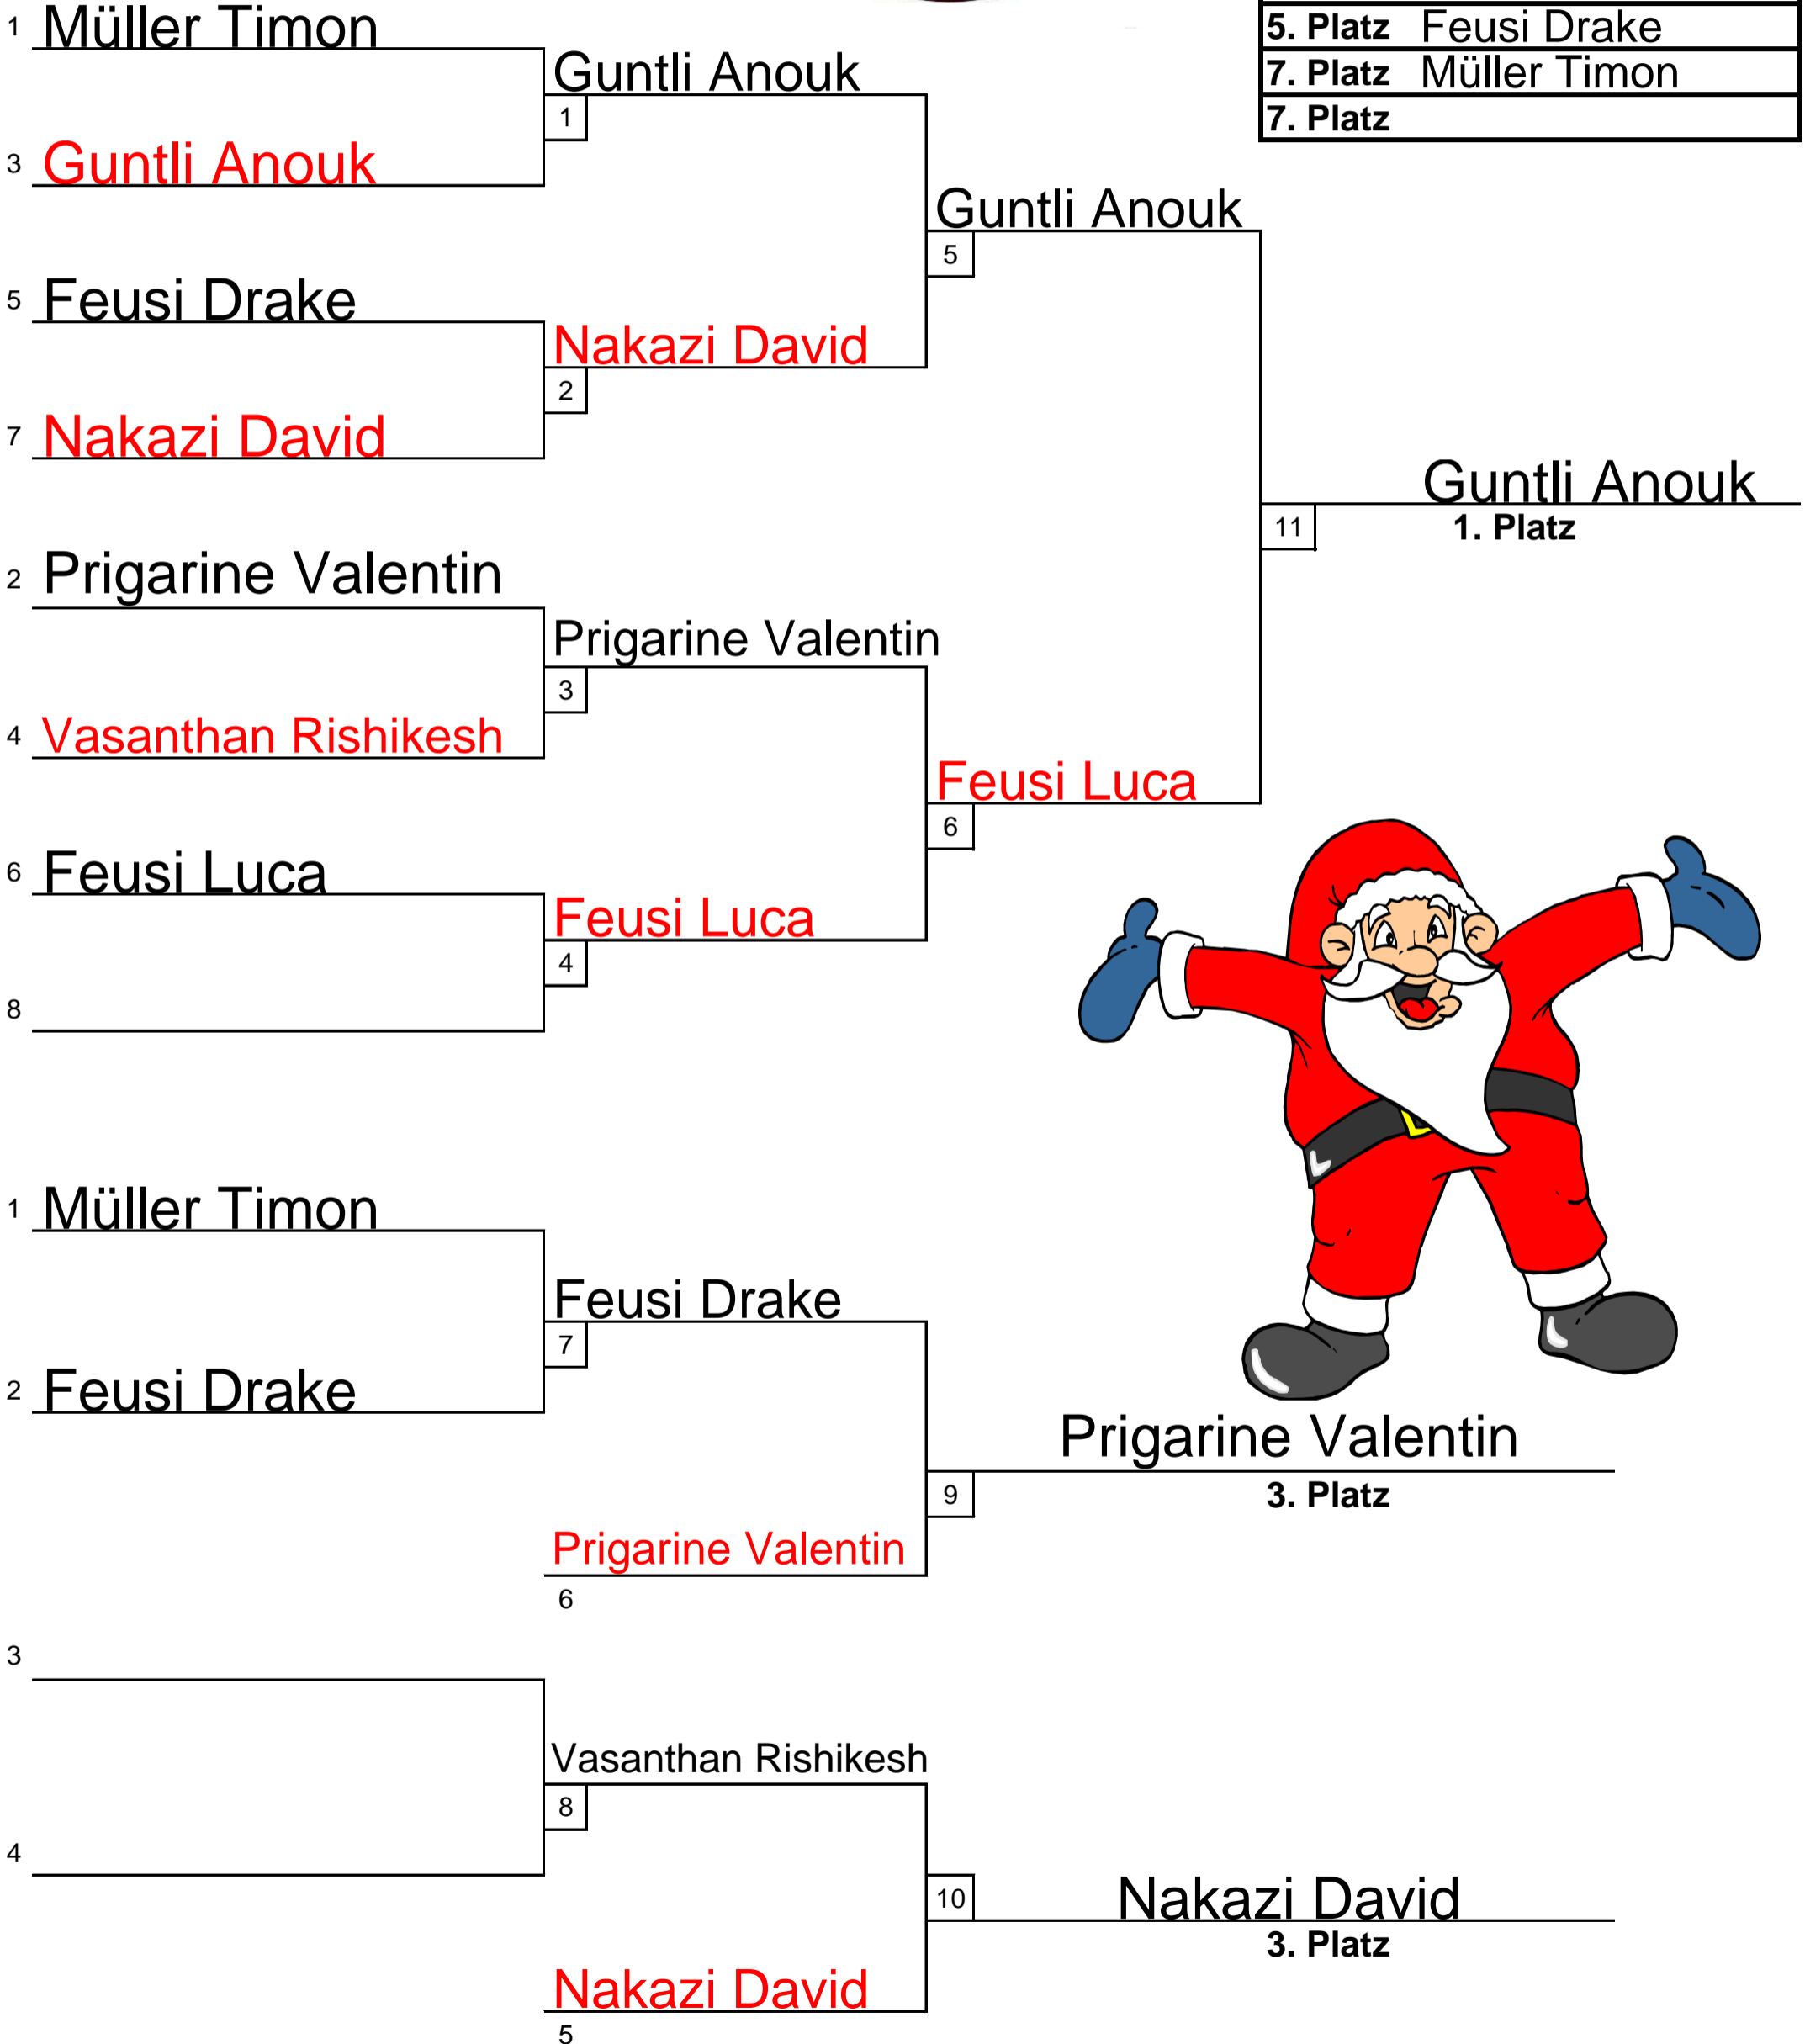 5. Platz Feusi Drake
7. Platz Müller Timon
7. Platz
1 Müller Timon
Guntli Anouk
1
3 Guntli Anouk
Guntli Anouk
5
5 Feusi Drake
Nakazi David
2
7 Nakazi David
Guntli Anouk
11 1. Platz
2 Prigarine Valentin
Prigarine Valentin
3
4 Vasanthan Rishikesh
Feusi Luca
6
6 Feusi Luca
Feusi Luca
4
8
1 Müller Timon
Feusi Drake
7
2 Feusi Drake
Prigarine Valentin
9 3. Platz
Prigarine Valentin
6
3
Vasanthan Rishikesh
8
4
Nakazi David
10
3. Platz
Nakazi David
5